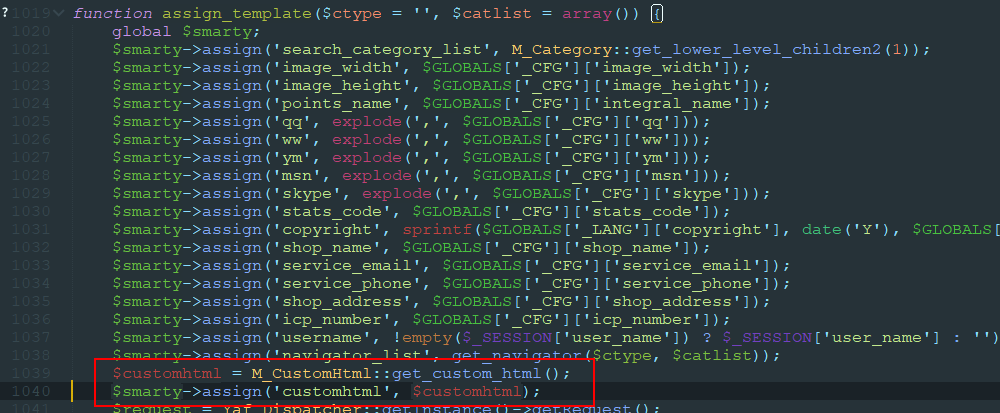 ? 1019 function assign_template($ctype = '', $catlist = array()) {
1020 global $smarty;
1021 $smarty->assign('search_category_list', M_Category::get_lower_level_children2(1));
1022 $smarty->assign('image_width', $GLOBALS['_CFG']['image_width']);
1023 $smarty->assign('image_height', $GLOBALS['_CFG']['image_height']);
1024 $smarty->assign('points_name', $GLOBALS['_CFG']['integral_name']);
1025 $smarty->assign('qq', explode(',', $GLOBALS['_CFG']['qq']));
1026 $smarty->assign('ww', explode(',', $GLOBALS['_CFG']['ww']));
1027 $smarty->assign('ym', explode(',', $GLOBALS['_CFG']['ym']));
1028 $smarty->assign('msn', explode(',', $GLOBALS['_CFG']['msn']));
1029 $smarty->assign('skype', explode(',', $GLOBALS['_CFG']['skype']));
1030 $smarty->assign('stats_code', $GLOBALS['_CFG']['stats_code']);
1031 $smarty->assign('copyright', sprintf($GLOBALS['_LANG']['copyright'], date('Y'), $GLOBALS[
1032 $smarty->assign('shop_name', $GLOBALS['_CFG']['shop_name']);
1033 $smarty->assign('service_email', $GLOBALS['_CFG']['service_email']);
1034 $smarty->assign('service_phone', $GLOBALS['_CFG']['service_phone']);
1035 $smarty->assign('shop_address', $GLOBALS['_CFG']['shop_address']);
1036 $smarty->assign('icp_number', $GLOBALS['_CFG']['icp_number']);
1037 $smarty->assign('username', !empty($_SESSION['user_name']) ? $_SESSION['user_name'] : '')
1038 $smarty->assign('navigator_list', get_navigator($ctype, $catlist));
1039 $customhtml = M_CustomHtml::get_custom_html();
1040 $smarty->assign('customhtml', $customhtml);
1041 $request = Yaf_Dispatcher::getInstance()->getRequest();